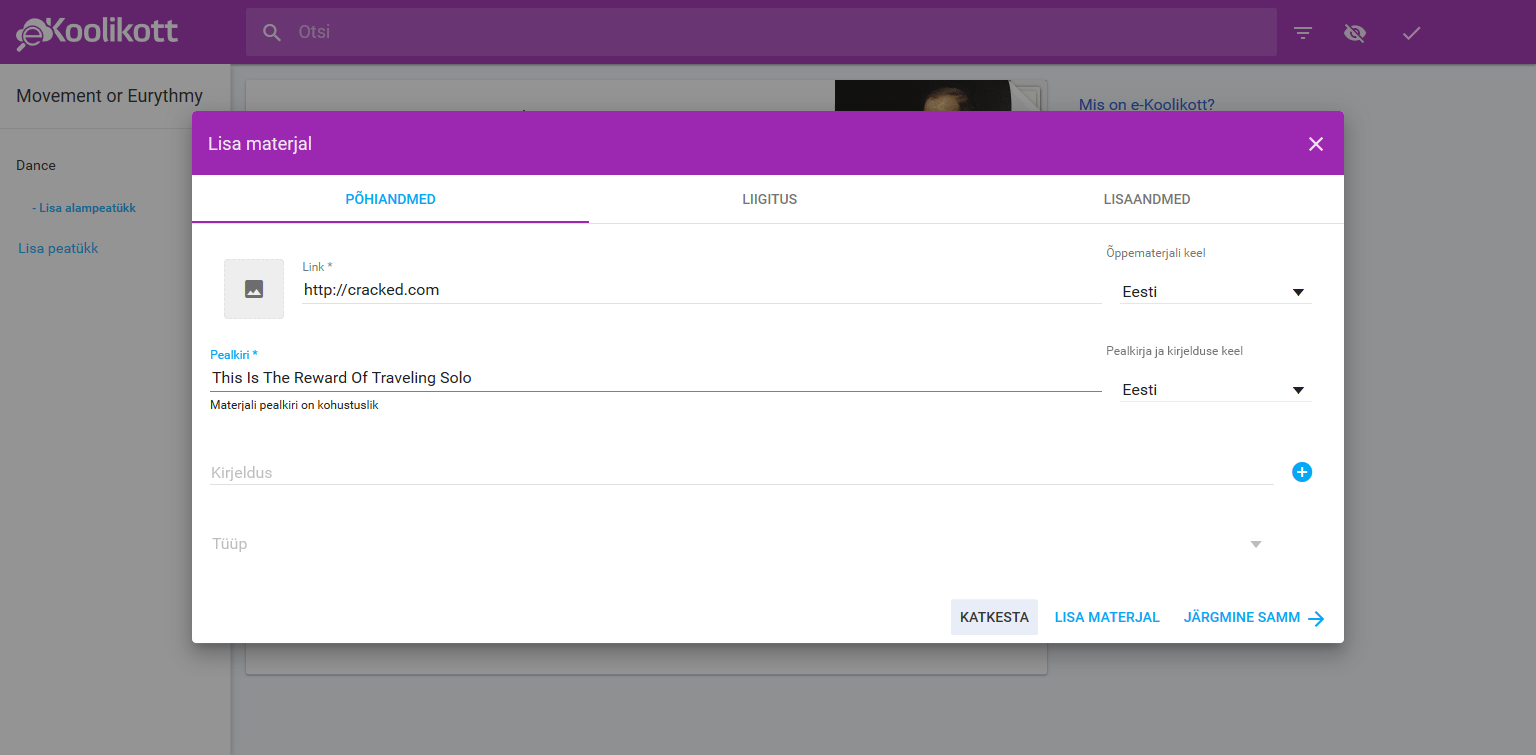 eKoolikott
Otsi
Movement or Eurythmy
Mis on e-Koolikott?
Lisa materjal
Dance
PÕHIANDMED
LIIGITUS
LISAANDMED
- Lisa alampeatükk
Lisa peatükk
Link *
http://cracked.com
Õppematerjali keel
Eesti
Pealkiri *
This Is The Reward Of Traveling Solo
Materjali pealkiri on kohustuslik
Pealkirja ja kirjelduse keel
Eesti
Kirjeldus
Tüüp
KATKESTA
LISA MATERJAL
JÄRGMINE SAMM